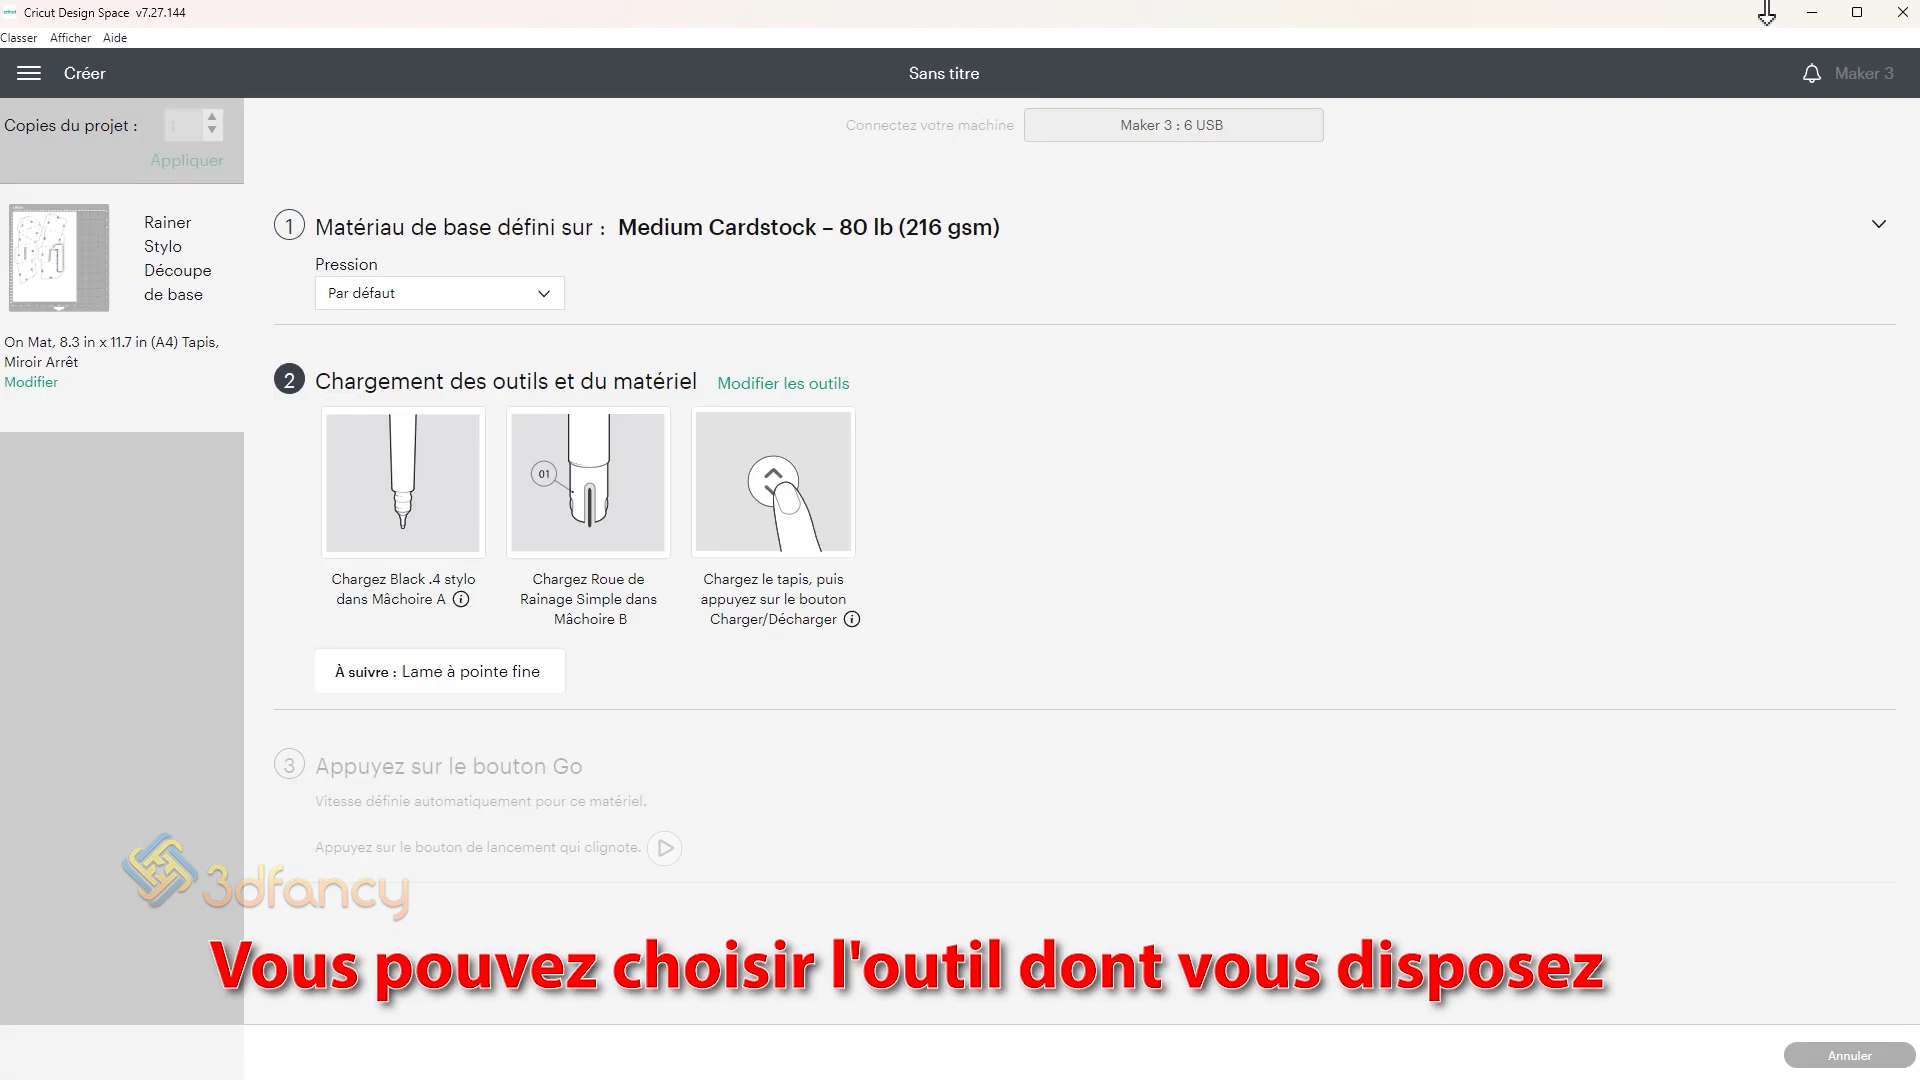 Cricut Design Space v7.27.144
Classer Afficher Aide
Créer
Sans titre
Maker 3
Copies du projet :
1
Appliquer
Connectez votre machine
Maker 3 : 6 USB
Rainer
Stylo
Découpe
de base
On Mat, 8.3 in x 11.7 in (A4) Tapis,
Miroir Arrêt
Modifier
1 Matériau de base défini sur : Medium Cardstock – 80 lb (216 gsm)
Pression
Par défaut
2 Chargement des outils et du matériel Modifier les outils
01
Chargez Black .4 stylo
dans Mâchoire A
Chargez Roue de
Rainage Simple dans
Mâchoire B
Chargez le tapis, puis
appuyez sur le bouton
Charger/Décharger
À suivre : Lame à pointe fine
3 Appuyez sur le bouton Go
Vitesse définie automatiquement pour ce matériel.
Appuyez sur le bouton de lancement qui clignote.
3dfancy
Vous pouvez choisir l'outil dont vous disposez
Annuler